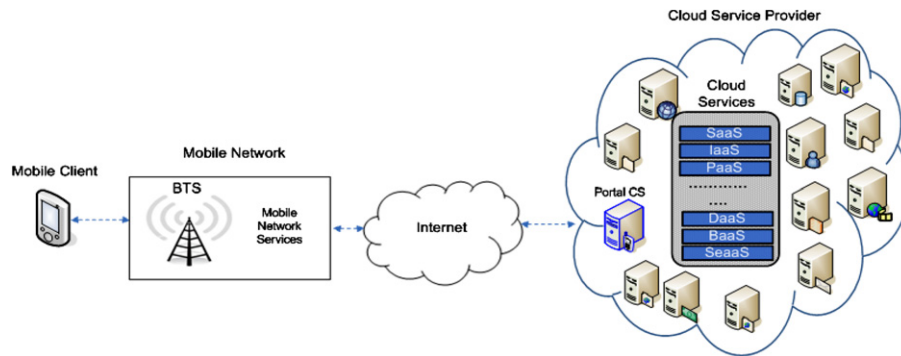 Cloud Service Provider
Cloud
Services
SaaS
IaaS
PaaS
............
....
DaaS
BaaS
SeaaS
Portal CS
Mobile Network
Mobile Client
BTS
Mobile
Network
Services
Internet